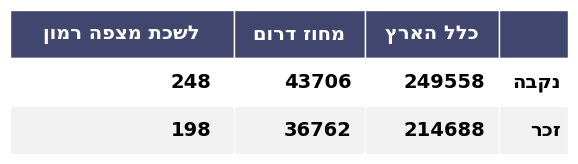 כלל הארץ מחוז דרום לשכת מצפה רמון
נקבה 249558 43706 248
זכר 214688 36762 198